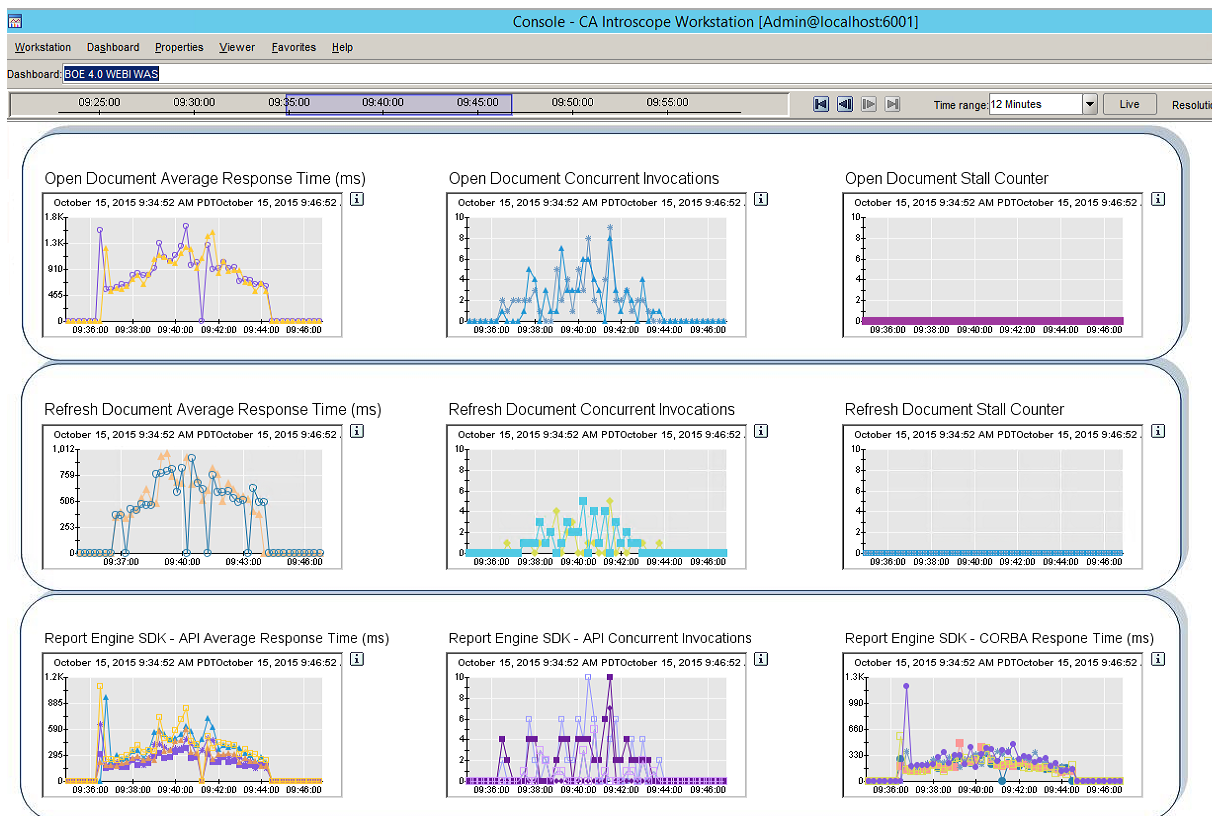 Console - CA Introscope Workstation [Admin@localhost:6001]
Workstation Dashboard Properties Viewer Favorites Help
Dashboard: BOE 4.0 WEBI WAS
09:25:00 09:30:00 09:35:00 09:40:00 09:45:00 09:50:00 09:55:00 Time range: 12 Minutes Live Resoluti
Open Document Average Response Time (ms) Open Document Concurrent Invocations Open Document Stall Counter
October 15, 2015 9:34:52 AM PDTOctober 15, 2015 9:46:52 . October 15, 2015 9:34:52 AM PDTOctober 15, 2015 9:46:52 . October 15, 2015 9:34:52 AM PDTOctober 15, 2015 9:46:52 .
1.8K 10 10
1.3K 8 8
6 6
910 4 4
455 2 2
0 0 0
09:36:00 09:38:00 09:40:00 09:42:00 09:44:00 09:46:00 09:36:00 09:38:00 09:40:00 09:42:00 09:44:00 09:46:00 09:36:00 09:38:00 09:40:00 09:42:00 09:44:00 09:46:00
Refresh Document Average Response Time (ms) Refresh Document Concurrent Invocations Refresh Document Stall Counter
October 15, 2015 9:34:52 AM PDTOctober 15, 2015 9:46:52 . October 15, 2015 9:34:52 AM PDTOctober 15, 2015 9:46:52 . October 15, 2015 9:34:52 AM PDTOctober 15, 2015 9:46:52 .
1,012 10 10
759 8 8
6 6
506 4 4
253 2 2
0 0 0
09:37:00 09:40:00 09:43:00 09:46:00 09:36:00 09:38:00 09:40:00 09:42:00 09:44:00 09:46:00 09:36:00 09:38:00 09:40:00 09:42:00 09:44:00 09:46:00
Report Engine SDK - API Average Response Time (ms) Report Engine SDK - API Concurrent Invocations Report Engine SDK - CORBA Respone Time (ms)
October 15, 2015 9:34:52 AM PDTOctober 15, 2015 9:46:52 . October 15, 2015 9:34:52 AM PDTOctober 15, 2015 9:46:52 . October 15, 2015 9:34:52 AM PDTOctober 15, 2015 9:46:52 .
1.2K 10 1.3K
885 8 990
6
590 4 660
295 2 330
0 0 0
09:36:00 09:38:00 09:40:00 09:42:00 09:44:00 09:46:00 09:36:00 09:38:00 09:40:00 09:42:00 09:44:00 09:46:00 09:36:00 09:38:00 09:40:00 09:42:00 09:44:00 09:46:00